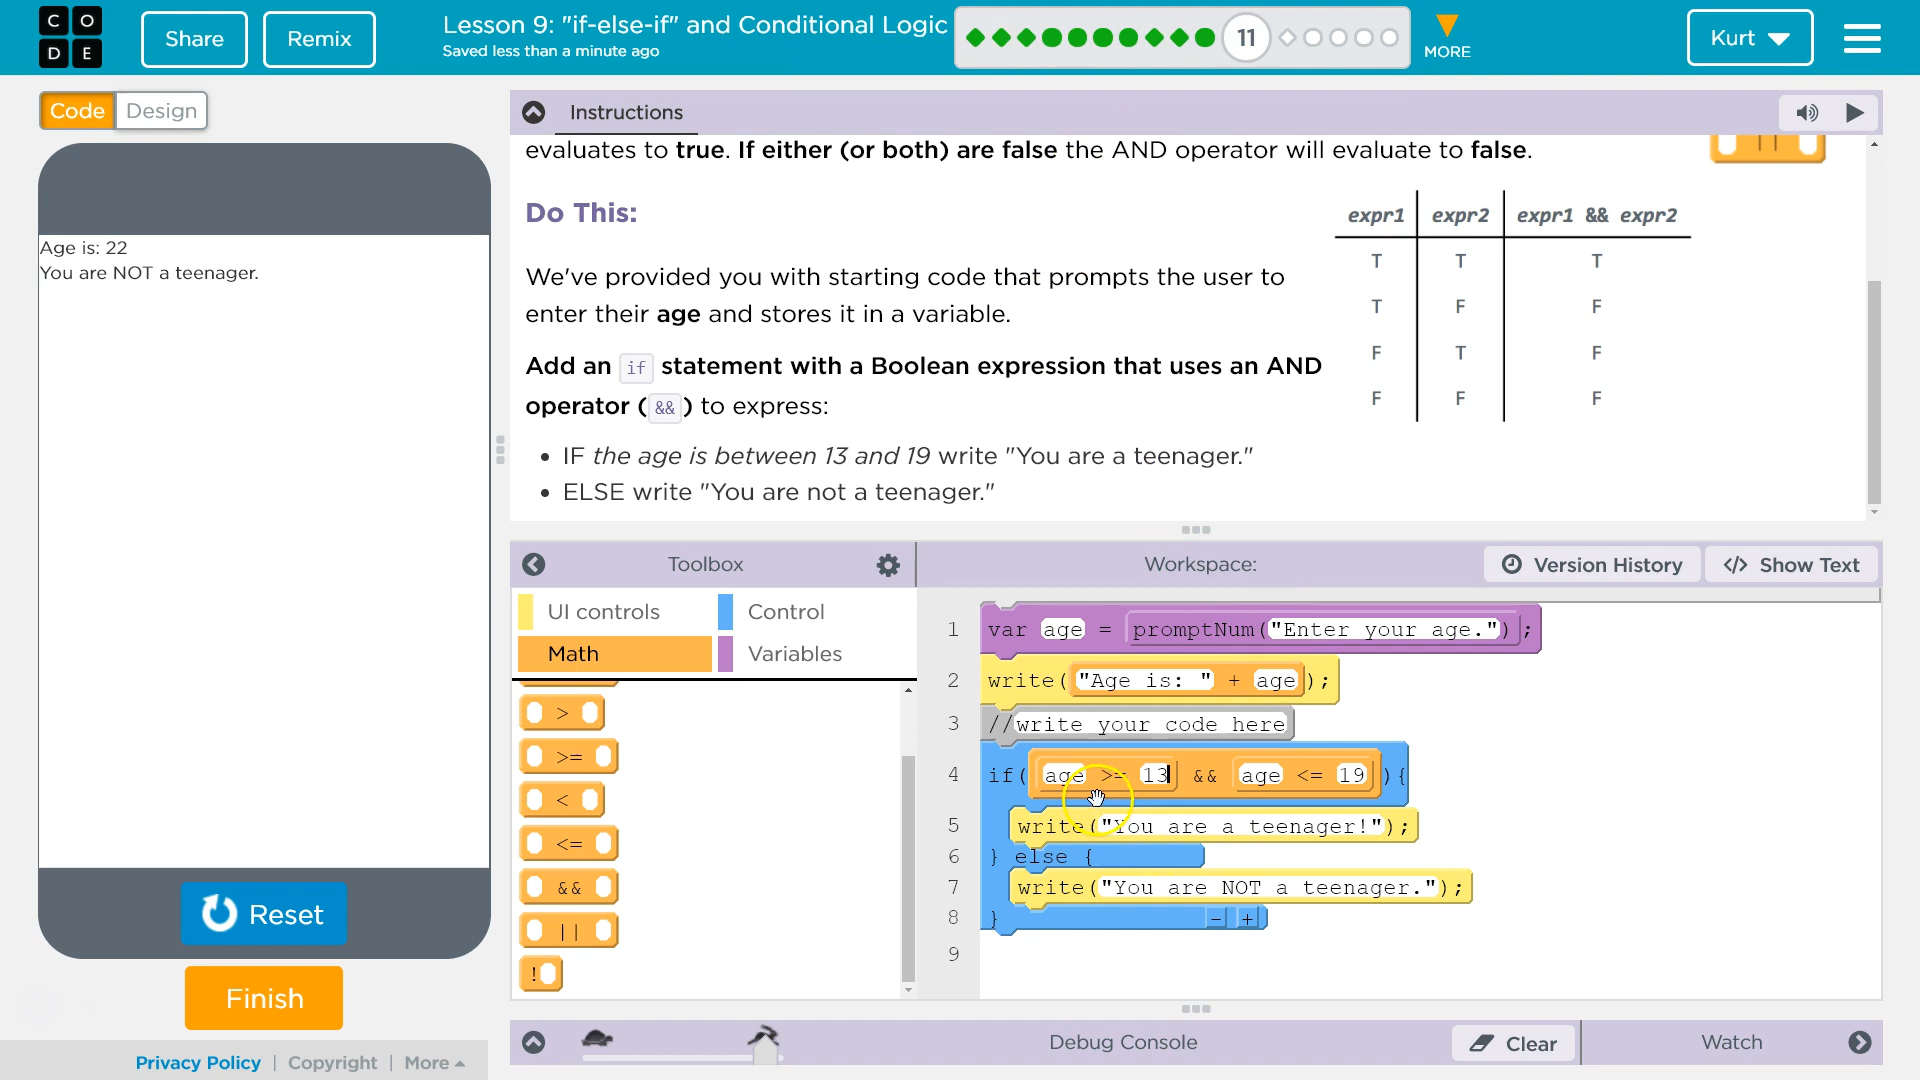 CODE
Share
Remix
Lesson 9: "if-else-if" and Conditional Logic
Saved less than a minute ago
11
MORE
Kurt
Code
Design
Age is: 22
You are NOT a teenager.
Reset
Finish
Privacy Policy | Copyright | More
Instructions
evaluates to true. If either (or both) are false the AND operator will evaluate to false.
||
Do This:
We've provided you with starting code that prompts the user to
enter their age and stores it in a variable.
Add an if statement with a Boolean expression that uses an AND
operator ( && ) to express:
• IF the age is between 13 and 19 write "You are a teenager."
• ELSE write "You are not a teenager."
expr1 expr2 expr1 && expr2
T T T
T F F
F T F
F F F
Toolbox
UI controls
Control
Math
Variables
>
>=
<
<=
&&
||
!
Workspace:
Version History
</> Show Text
1 var age = promptNum("Enter your age.");
2 write("Age is: " + age);
3 //write your code here
4 if( age >= 13 && age <= 19 ){
5 write("You are a teenager!");
6 } else {
7 write("You are NOT a teenager.");
8 } - +
9
Debug Console
Clear
Watch